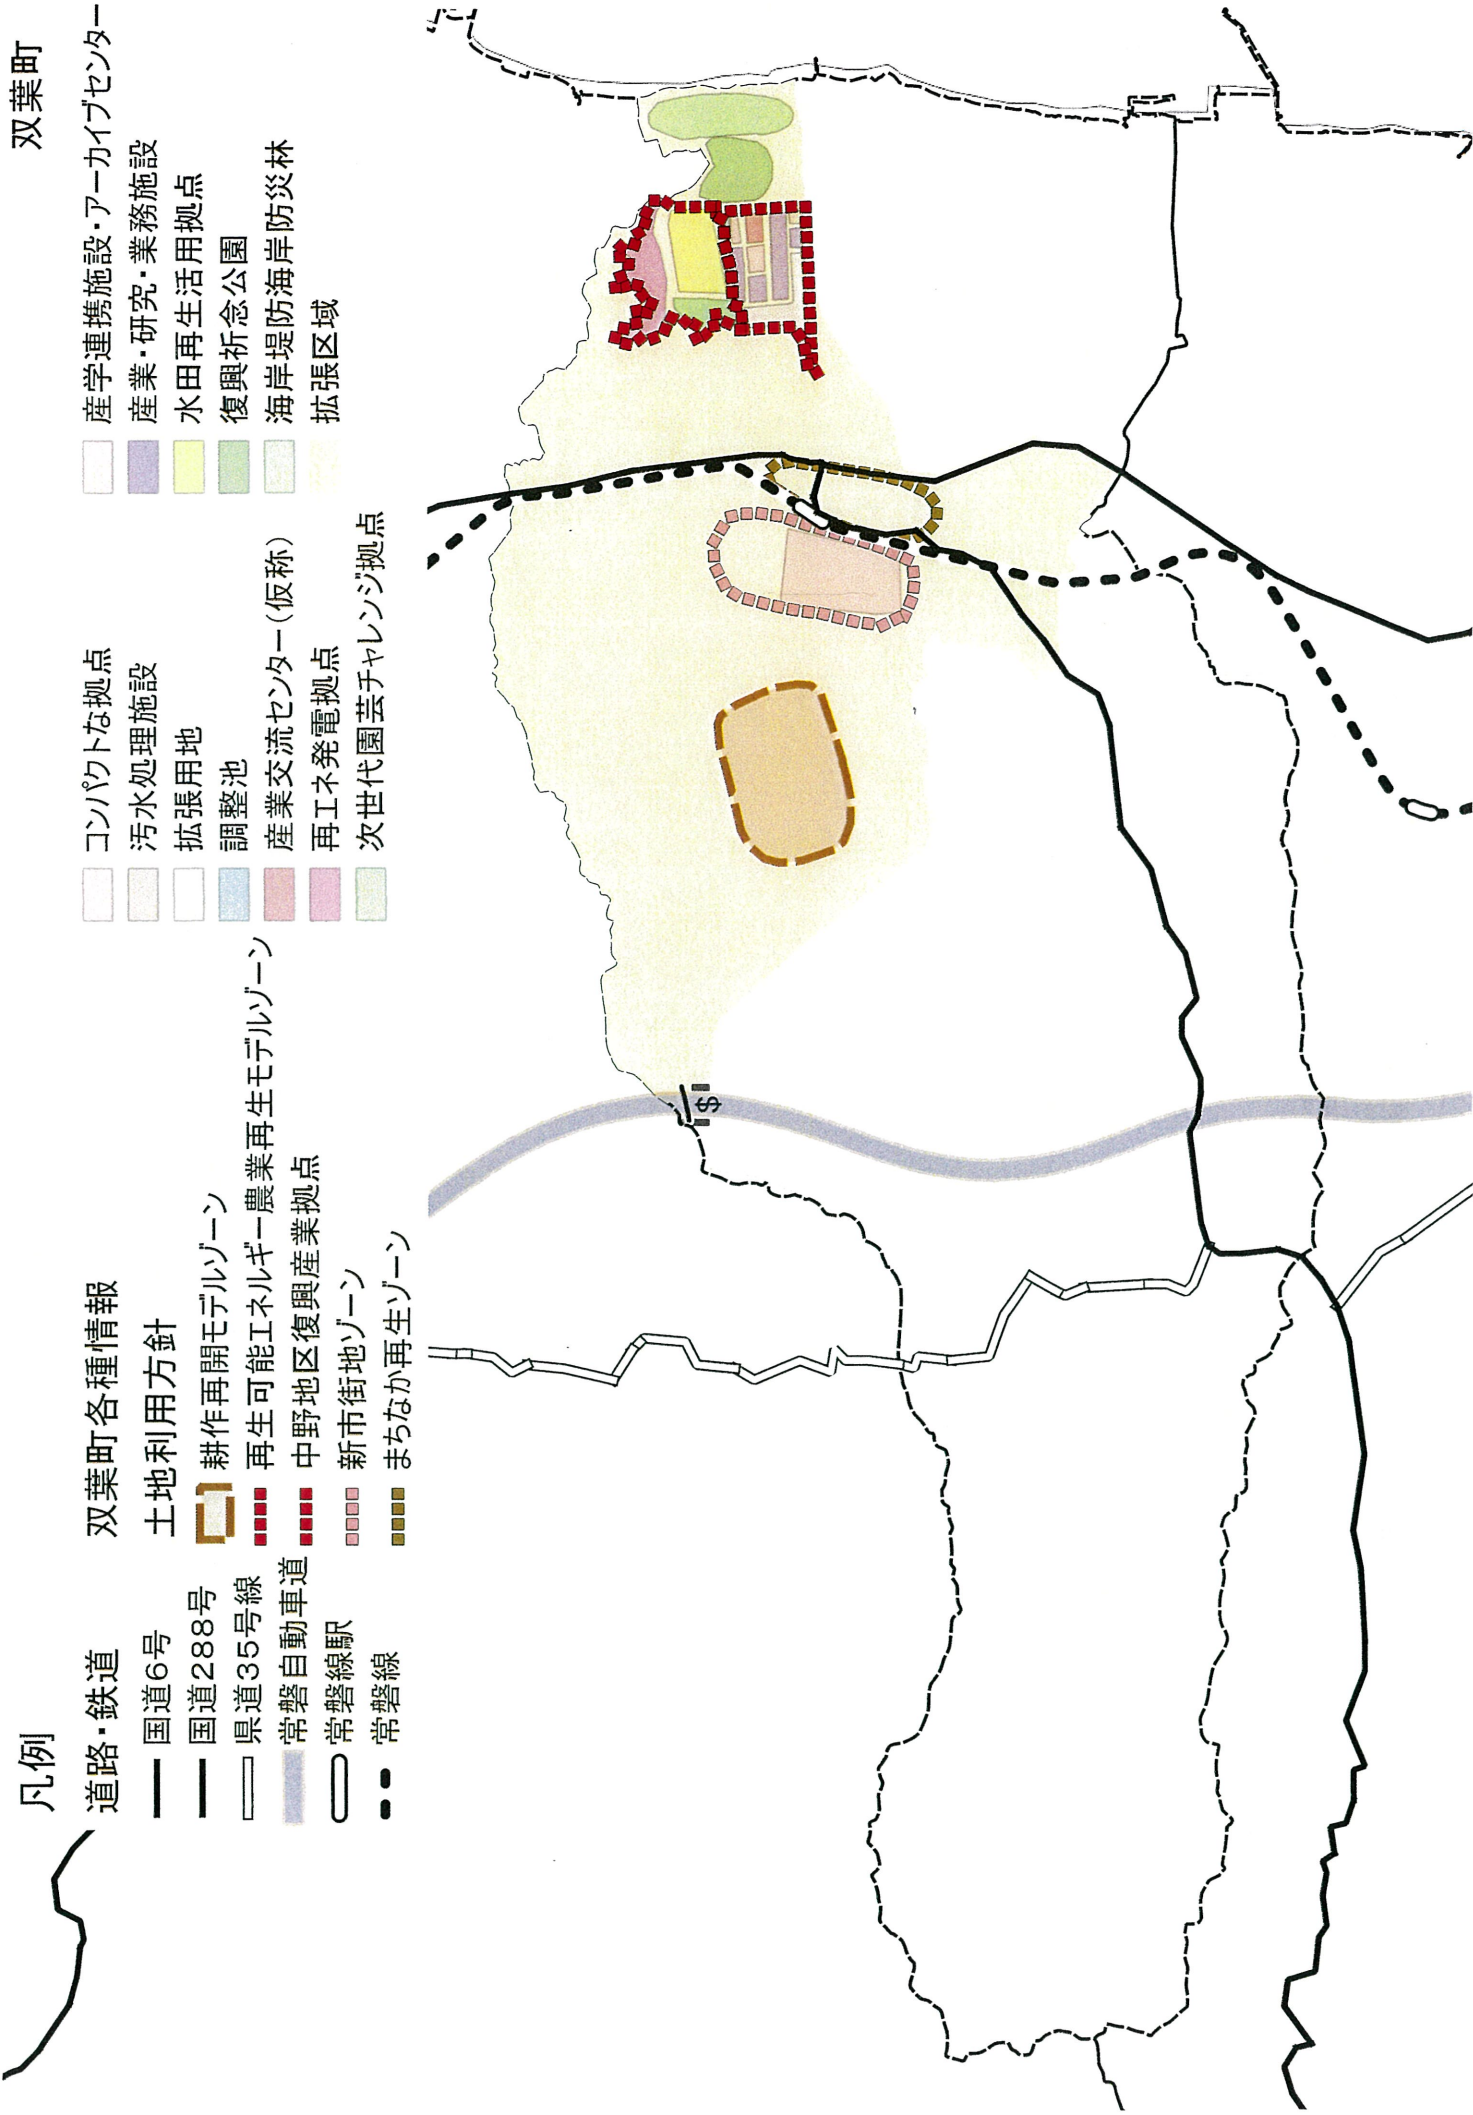 双葉町
凡例
道路・鉄道
国道6号
国道288号
県道35号線
常磐自動車道
常磐線駅
常磐線
双葉町各種情報
土地利用方針
耕作再開モデルゾーン
再生可能エネルギー農業再生モデルゾーン
中野地区復興産業拠点
新市街地ゾーン
まちなか再生ゾーン
コンパクトな拠点
汚水処理施設
拡張用地
調整池
産業交流センター(仮称)
再エネ発電拠点
次世代園芸チャレンジ拠点
産学連携施設・アーカイブセンター
産業・研究・業務施設
水田再生活用拠点
復興祈念公園
海岸堤防海岸防災林
拡張区域
$